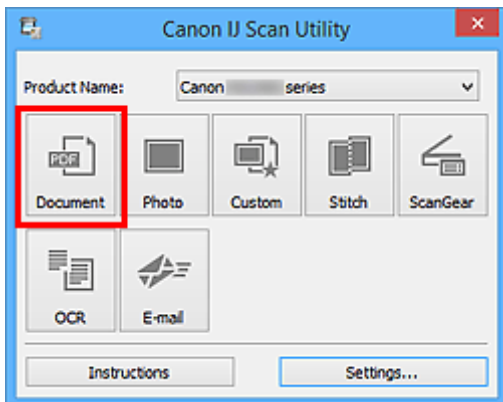 Canon IJ Scan Utility
Product Name: Canon series
PDF
Document Photo Custom Stitch ScanGear
OCR E-mail
Instructions Settings...